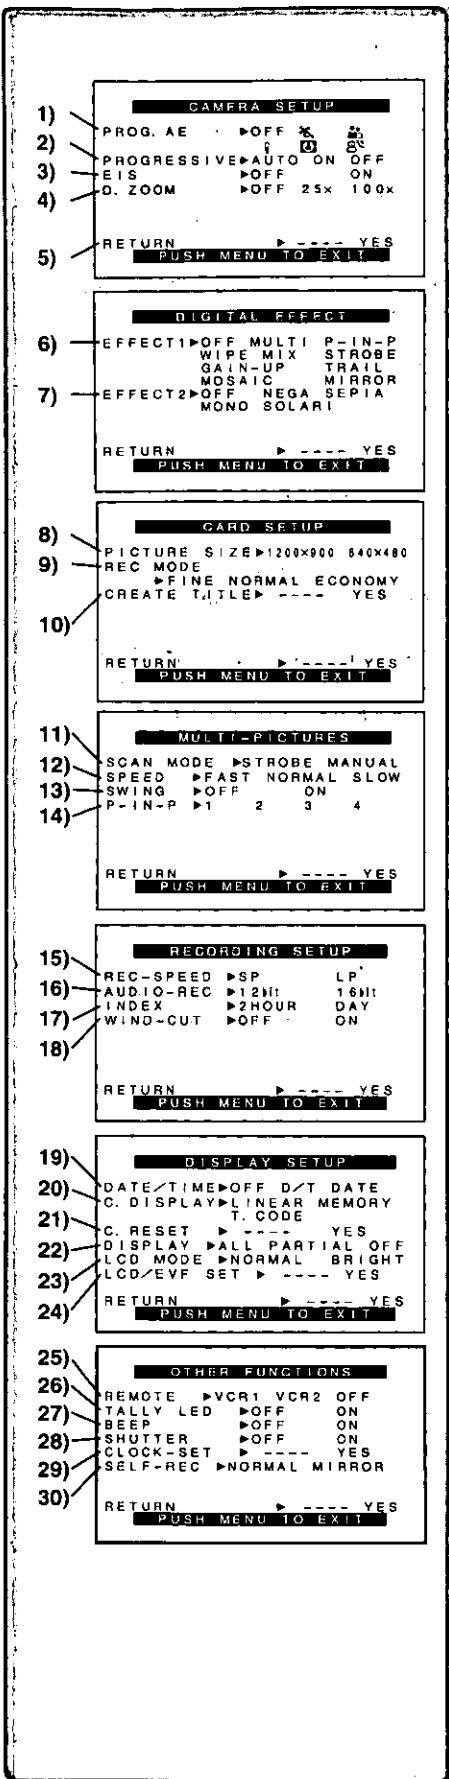 CAMERA SETUP
1) PROG. AE ▶OFF
2) PROGRESSIVE▶AUTO ON OFF
3) EIS ▶OFF ON
4) D. ZOOM ▶OFF 25x 100x
5) RETURN ▶ ---- YES
PUSH MENU TO EXIT
DIGITAL EFFECT
6) EFFECT1▶OFF MULTI P-IN-P
WIPE MIX STROBE
GAIN-UP TRAIL
MOSAIC MIRROR
7) EFFECT2▶OFF NEGA SEPIA
MONO SOLARI
RETURN ▶ ---- YES
PUSH MENU TO EXIT
CARD SETUP
8) PICTURE SIZE▶1200x900 640x480
9) REC MODE
▶FINE NORMAL ECONOMY
10) CREATE TITLE▶ ---- YES
RETURN ▶ ---- YES
PUSH MENU TO EXIT
MULTI-PICTURES
11) SCAN MODE ▶STROBE MANUAL
12) SPEED ▶FAST NORMAL SLOW
13) SWING ▶OFF ON
14) P-IN-P ▶1 2 3 4
RETURN ▶ ---- YES
PUSH MENU TO EXIT
RECORDING SETUP
15) REC-SPEED ▶SP LP
16) AUDIO-REC ▶12bit 16bit
17) INDEX ▶2HOUR DAY
18) WIND-CUT ▶OFF ON
RETURN ▶ ---- YES
PUSH MENU TO EXIT
DISPLAY SETUP
19) DATE/TIME▶OFF D/T DATE
20) C. DISPLAY▶LINEAR MEMORY
T. CODE
21) C. RESET ▶ ---- YES
22) DISPLAY ▶ALL PARTIAL OFF
23) LCD MODE ▶NORMAL BRIGHT
24) LCD/EVF SET ▶ ---- YES
RETURN ▶ ---- YES
PUSH MENU TO EXIT
OTHER FUNCTIONS
25) REMOTE ▶VCR1 VCR2 OFF
26) TALLY LED ▶OFF ON
27) BEEP ▶OFF ON
28) SHUTTER ▶OFF ON
29) CLOCK-SET ▶ ---- YES
30) SELF-REC ▶NORMAL MIRROR
RETURN ▶ ---- YES
PUSH MENU TO EXIT